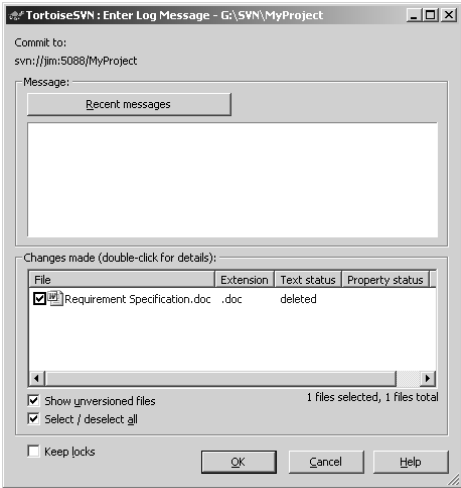 TortoiseSVN : Enter Log Message - G:\SVN\MyProject
Commit to:
svn://jim:5088/MyProject
Message:
Recent messages
Changes made (double-click for details):
File Extension Text status Property status
Requirement Specification.doc .doc deleted
Show unversioned files 1 files selected, 1 files total
Select / deselect all
Keep locks
OK Cancel Help